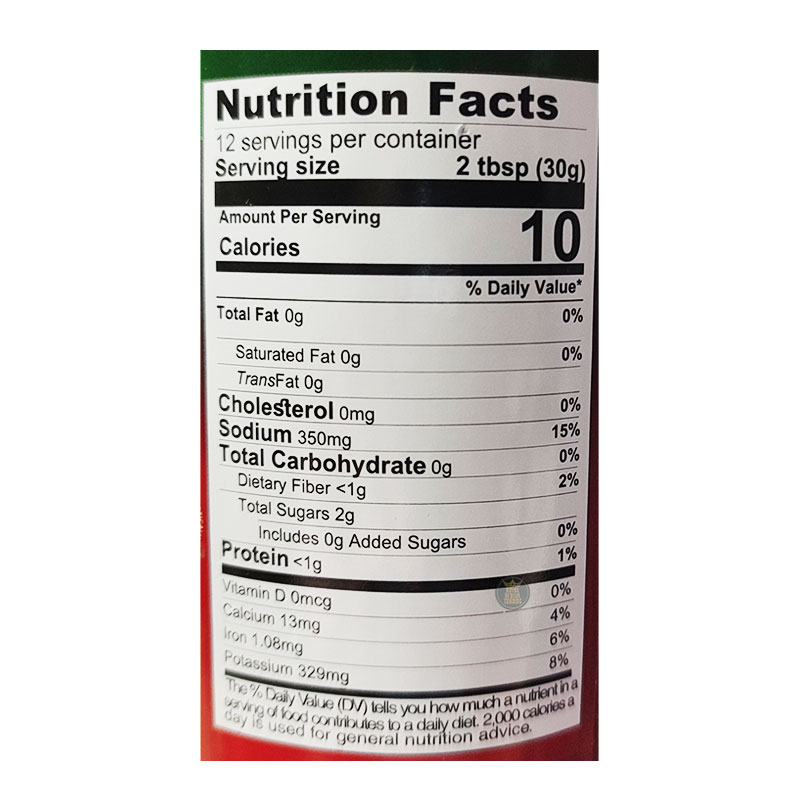 Nutrition Facts
12 servings per container
Serving size 2 tbsp (30g)
Amount Per Serving
Calories 10
% Daily Value*
Total Fat 0g 0%
Saturated Fat 0g 0%
TransFat 0g
Cholesterol 0mg 0%
Sodium 350mg 15%
Total Carbohydrate 0g 0%
Dietary Fiber <1g 2%
Total Sugars 2g
Includes 0g Added Sugars 0%
Protein <1g 1%
Vitamin D 0mcg 0%
Calcium 13mg 4%
Iron 1.08mg 6%
Potassium 329mg 8%
The % Daily Value (DV) tells you how much a nutrient in a
serving of food contributes to a daily diet. 2,000 calories a
day is used for general nutrition advice.